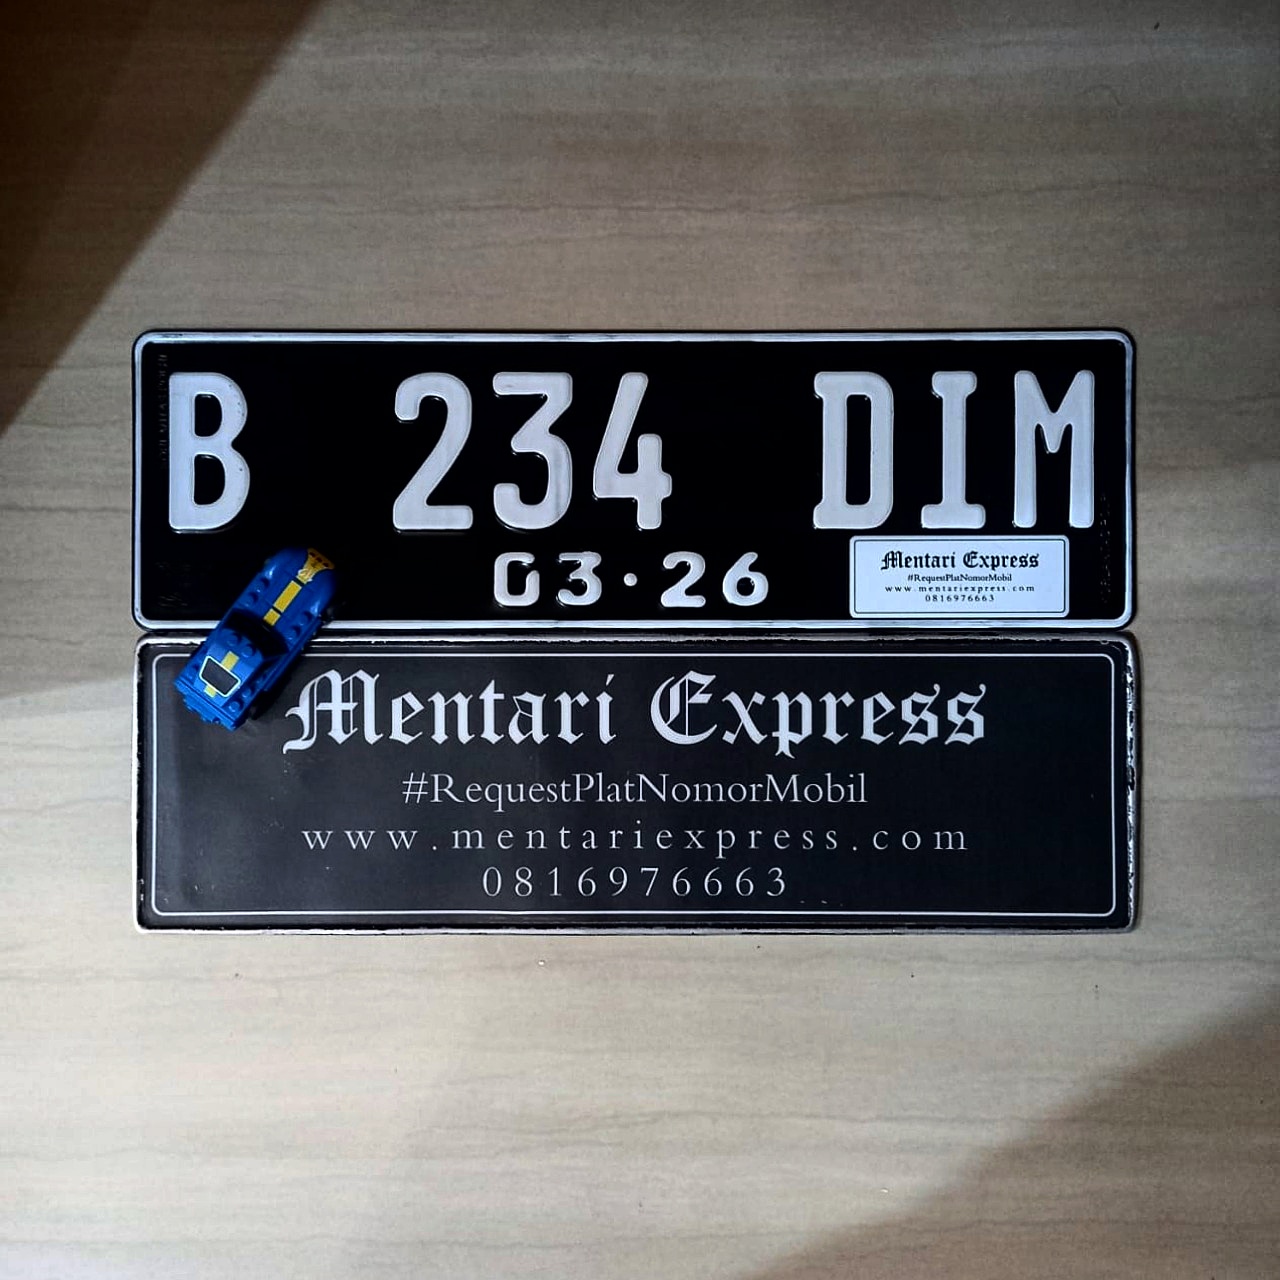 B 234 DIM
03·26
Mentari Express
#RequestPlatNomorMobil
www.mentariexpress.com
0816976663
Mentari Express
#RequestPlatNomorMobil
www.mentariexpress.com
0816976663